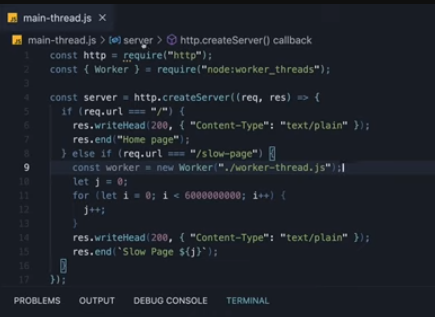 main-thread.js
main-thread.js > server > http.createServer() callback
1 const http = require("http");
2 const { Worker } = require("node:worker_threads");
3
4 const server = http.createServer((req, res) => {
5 if (req.url === "/") {
6 res.writeHead(200, { "Content-Type": "text/plain" });
7 res.end("Home page");
8 } else if (req.url === "/slow-page") {
9 const worker = new Worker("./worker-thread.js");
10 let j = 0;
11 for (let i = 0; i < 6000000000; i++) {
12 j++;
13 }
14 res.writeHead(200, { "Content-Type": "text/plain" });
15 res.end(`Slow Page ${j}`);
16 }
17 });
PROBLEMS OUTPUT DEBUG CONSOLE TERMINAL